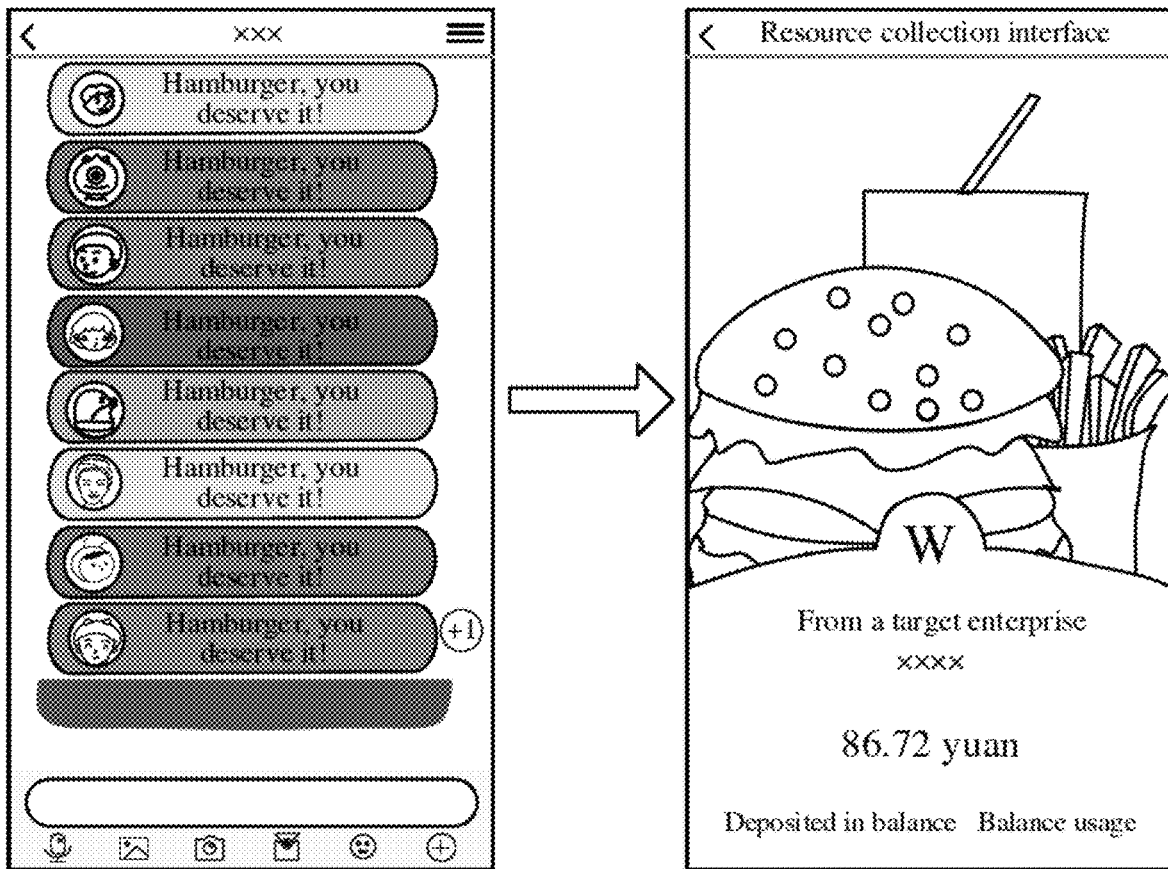 ×××
Hamburger, you
deserve it!
Hamburger, you
deserve it!
Hamburger, you
deserve it!
Hamburger, you
deserve it!
Hamburger, you
deserve it!
Hamburger, you
deserve it!
Hamburger, you
deserve it!
Hamburger, you
deserve it!
+1
Resource collection interface
W
From a target enterprise
××××
86.72 yuan
Deposited in balance Balance usage